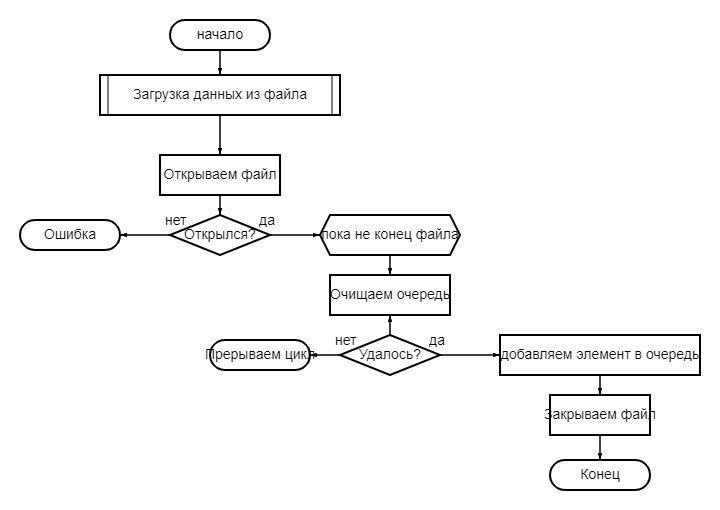 начало
Загрузка данных из файла
Открываем файл
нет
да
Ошибка
Открылся?
пока не конец файла
Очищаем очередь
нет
да
Прерываем цикл
Удалось?
добавляем элемент в очередь
Закрываем файл
Конец